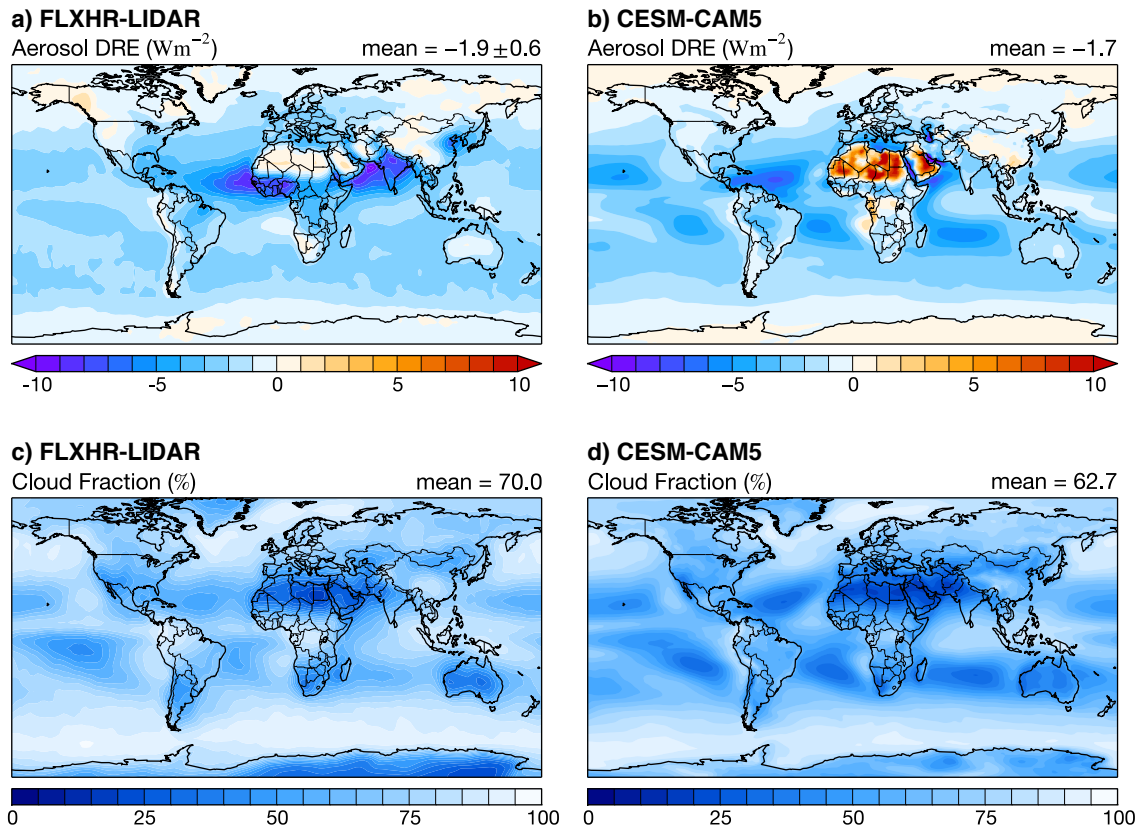 a) FLXHR-LIDAR
Aerosol DRE (Wm−2) mean = −1.9 ±0.6
-10 -5 0 5 10
b) CESM-CAM5
Aerosol DRE (Wm−2) mean = −1.7
−10 −5 0 5 10
c) FLXHR-LIDAR
Cloud Fraction (%) mean = 70.0
0 25 50 75 100
d) CESM-CAM5
Cloud Fraction (%) mean = 62.7
0 25 50 75 100